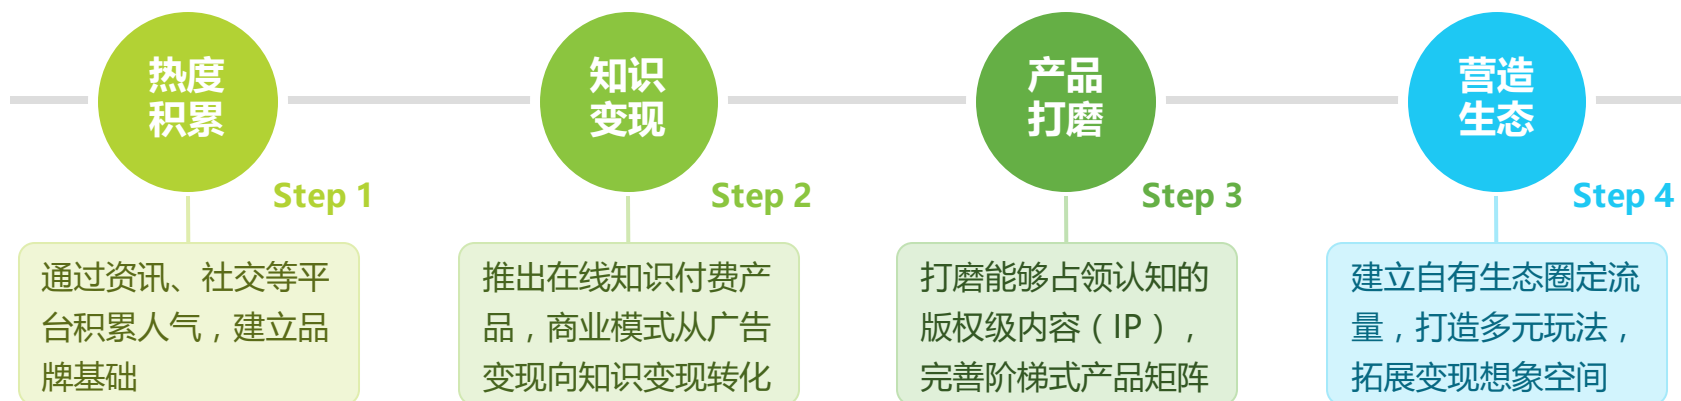 热度
积累
Step 1
通过资讯、社交等平
台积累人气，建立品
牌基础
知识
变现
Step 2
推出在线知识付费产
品，商业模式从广告
变现向知识变现转化
产品
打磨
Step 3
打磨能够占领认知的
版权级内容（IP），
完善阶梯式产品矩阵
营造
生态
Step 4
建立自有生态圈定流
量，打造多元玩法，
拓展变现想象空间